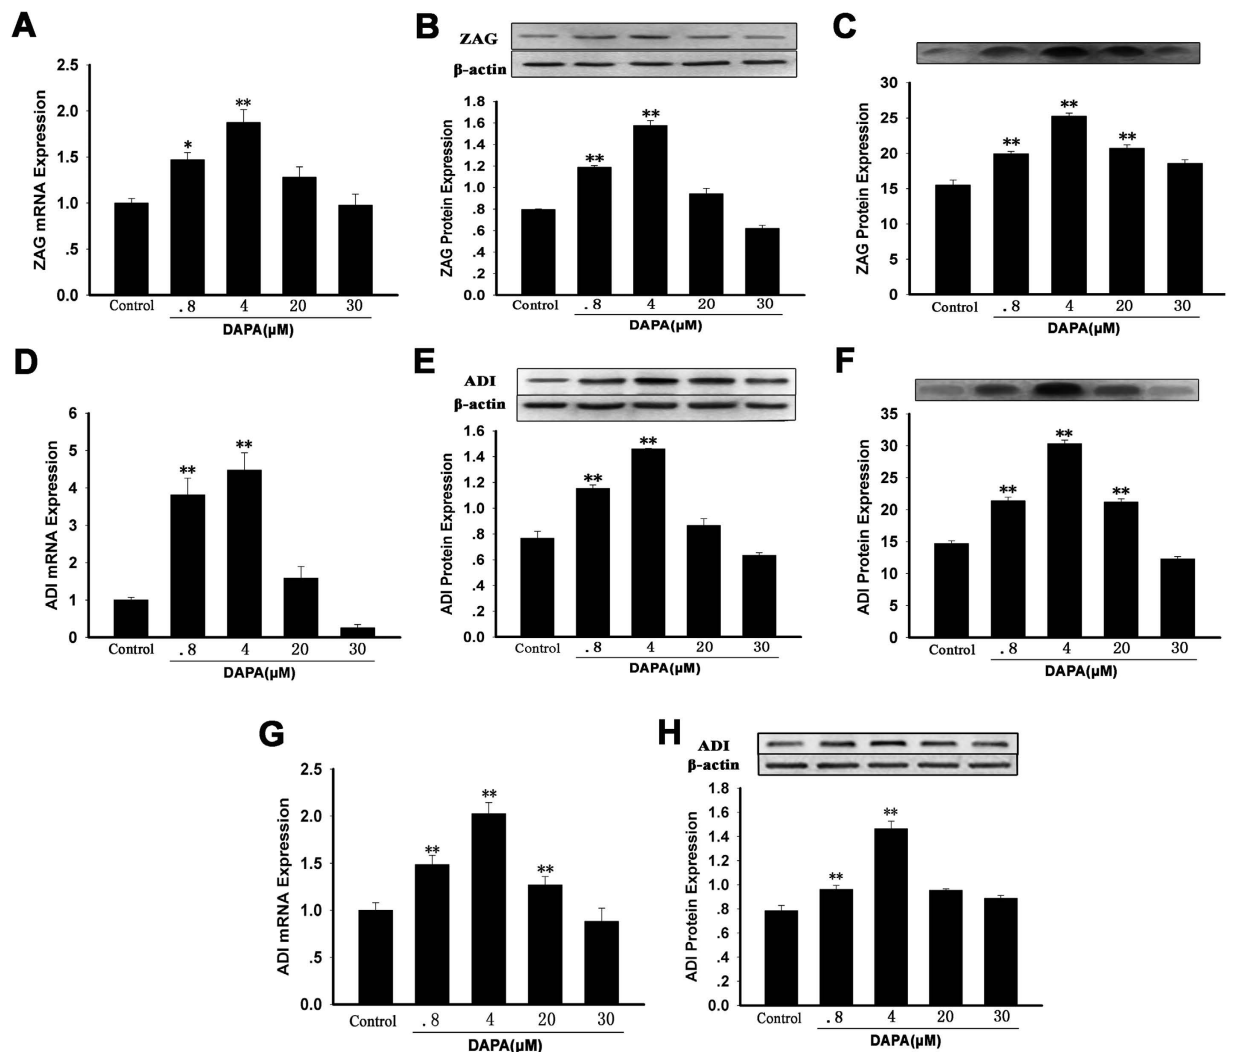 A
ZAG mRNA Expression
2.5
2.0
1.5
1.0
.5
0.0
*
**
Control .8 4 20 30
DAPA(µM)
B
ZAG
β-actin
ZAG Protein Expression
1.8
1.6
1.4
1.2
1.0
.8
.6
.4
.2
0.0
**
**
Control .8 4 20 30
DAPA(µM)
C
ZAG Protein Expression
30
25
20
15
10
5
0
**
**
**
Control .8 4 20 30
DAPA(µM)
D
ADI mRNA Expression
6
5
4
3
2
1
0
**
**
Control .8 4 20 30
DAPA(µM)
E
ADI
β-actin
ADI Protein Expression
1.6
1.4
1.2
1.0
.8
.6
.4
.2
0.0
**
**
Control .8 4 20 30
DAPA(µM)
F
ADI Protein Expression
35
30
25
20
15
10
5
0
**
**
**
Control .8 4 20 30
DAPA(µM)
G
ADI mRNA Expression
2.5
2.0
1.5
1.0
.5
0.0
**
**
**
Control .8 4 20 30
DAPA(µM)
H
ADI
β-actin
ADI Protein Expression
1.8
1.6
1.4
1.2
1.0
.8
.6
.4
.2
0.0
**
**
Control .8 4 20 30
DAPA(µM)